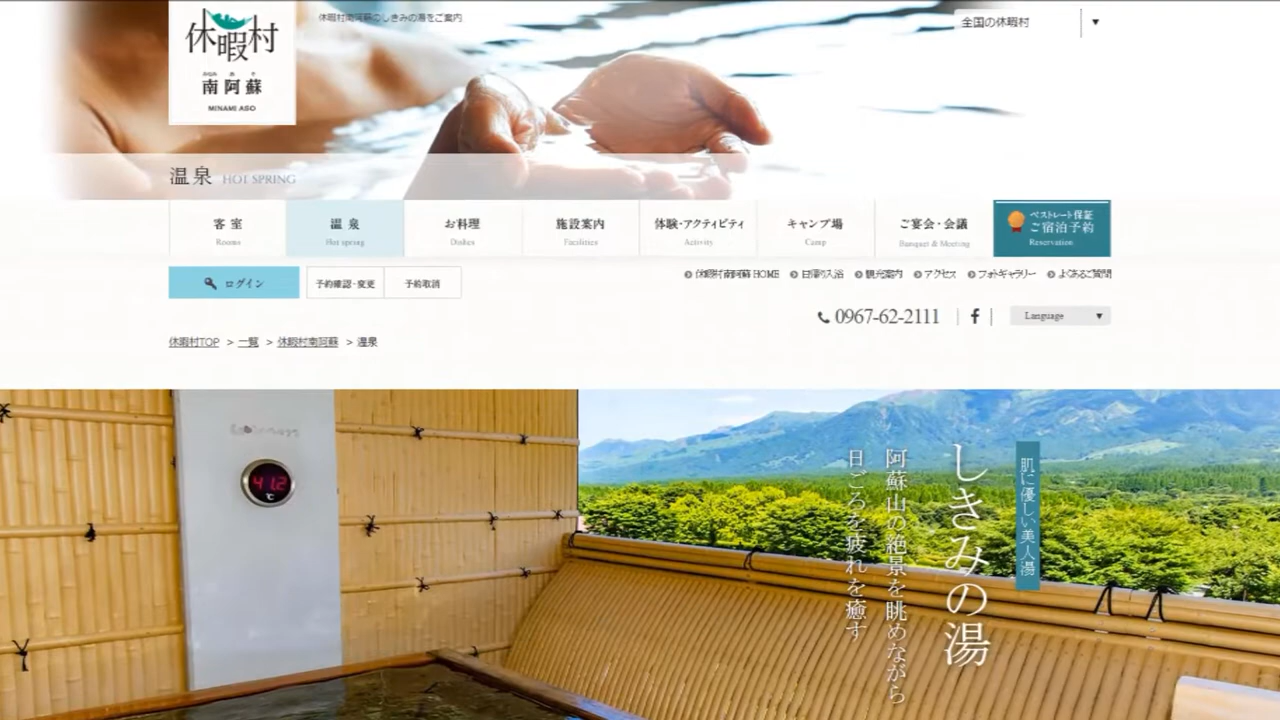 休暇村南阿蘇のしきみの湯をご案内
全国の休暇村 ▼
休暇村
南阿蘇
MINAMI ASO
温泉 HOT SPRING
客室
Rooms
温泉
Hot spring
お料理
Dishes
施設案内
Facilities
体験・アクティビティ
Activity
キャンプ場
Camp
ご宴会・会議
Banquet & Meeting
ベストレート保証
ご宿泊予約
Reservation
ログイン
予約確認・変更
予約取消
休暇村南阿蘇 HOME
日帰り入浴
観光案内
アクセス
フォトギャラリー
よくあるご質問
0967-62-2111
Language ▼
休暇村TOP > 一覧 > 休暇村南阿蘇 > 温泉
41.2
℃
肌に優しい美人湯
しきみの湯
阿蘇山の絶景を眺めながら
日ごろを疲れを癒す